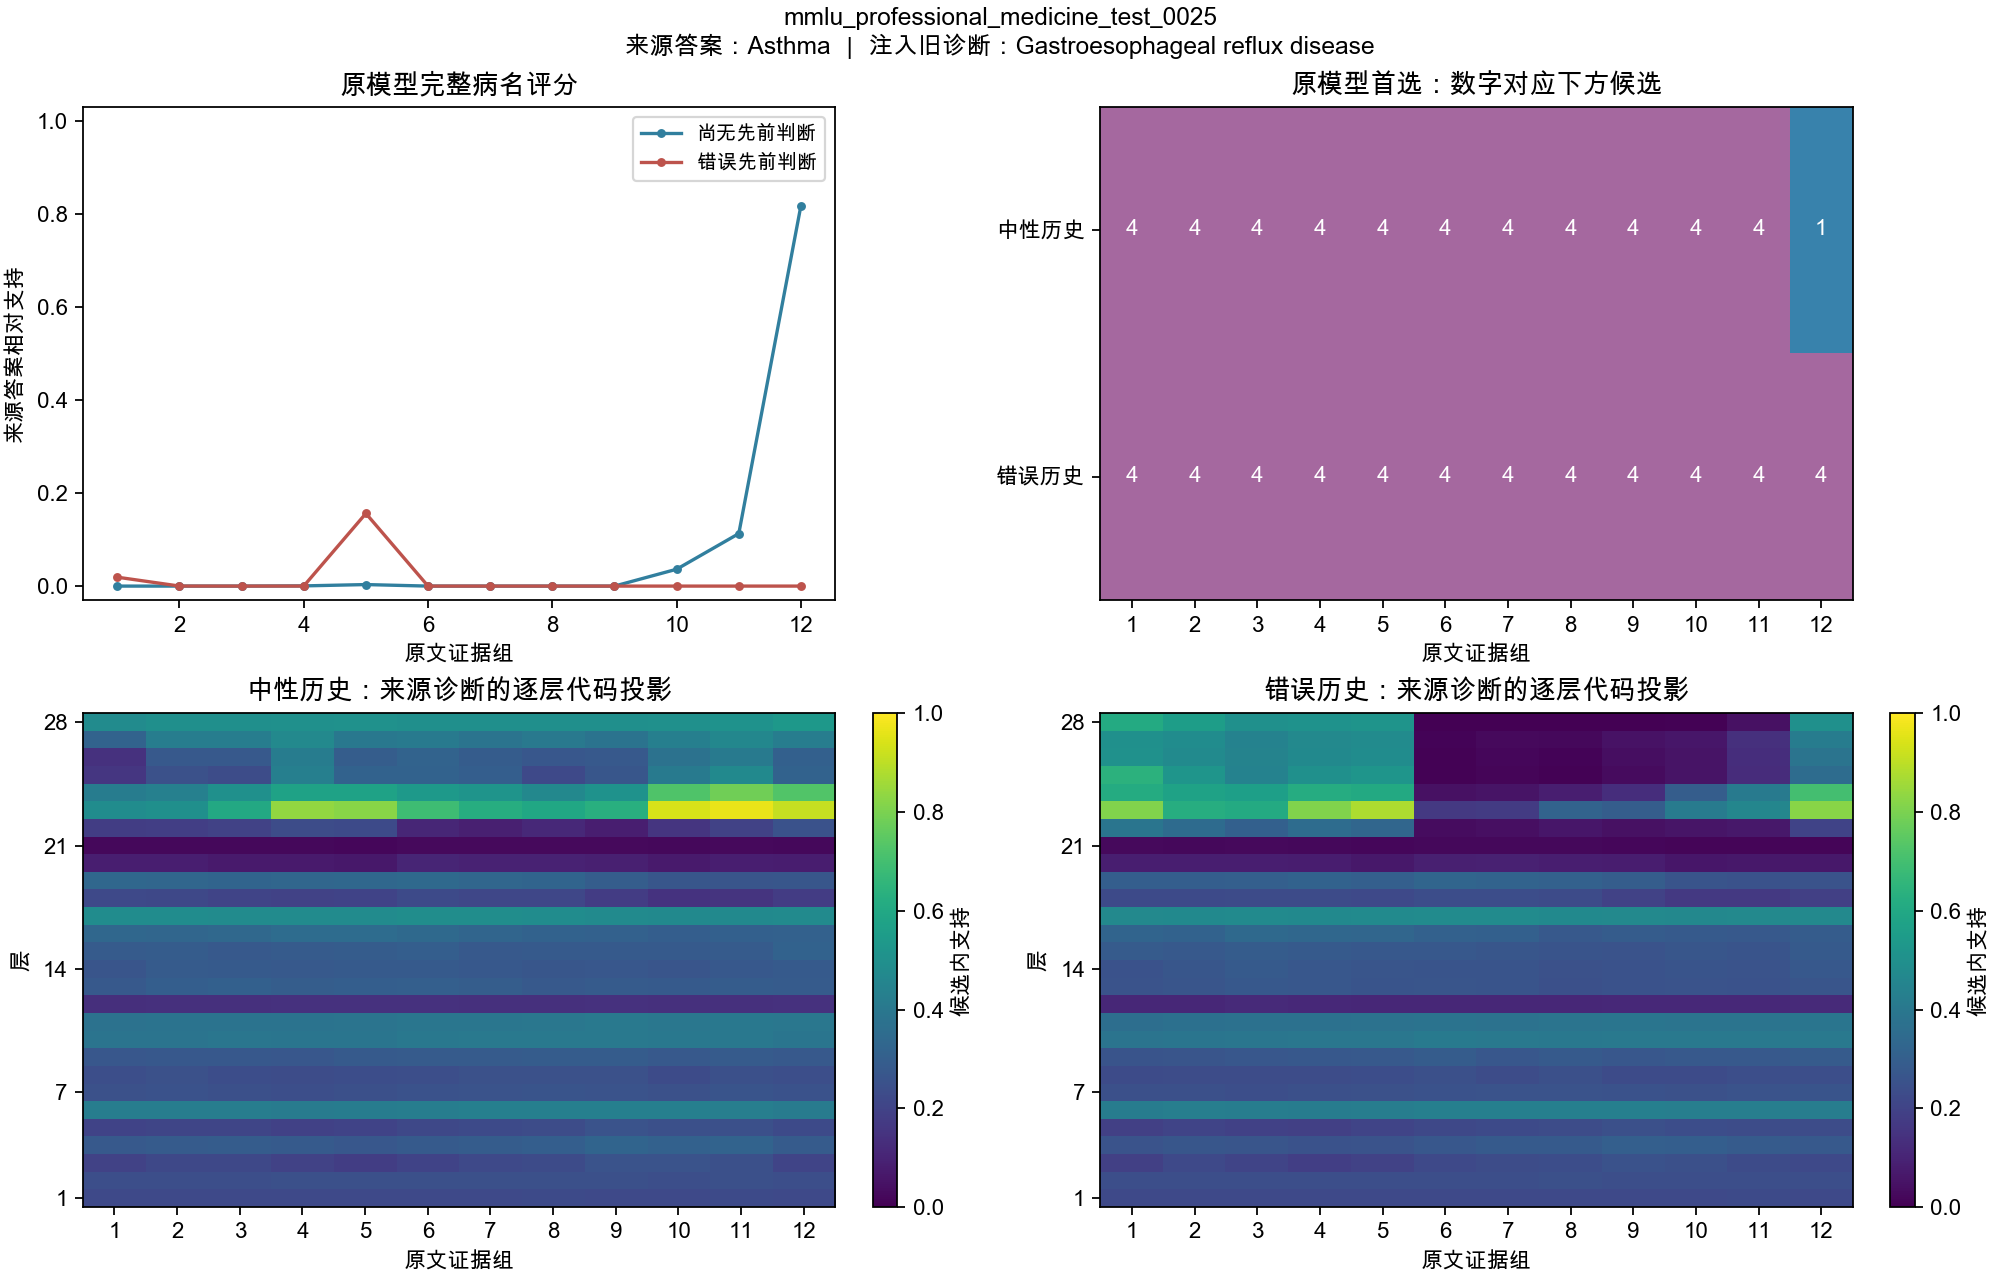 mmlu_professional_medicine_test_0025
来源答案：Asthma | 注入旧诊断：Gastroesophageal reflux disease
原模型完整病名评分
来源答案相对支持
1.0
0.8
0.6
0.4
0.2
0.0
尚无先前判断
错误先前判断
2 4 6 8 10 12
原文证据组
原模型首选：数字对应下方候选
中性历史 4 4 4 4 4 4 4 4 4 4 4 1
错误历史 4 4 4 4 4 4 4 4 4 4 4 4
1 2 3 4 5 6 7 8 9 10 11 12
原文证据组
中性历史：来源诊断的逐层代码投影
层
28
21
14
7
1
1 2 3 4 5 6 7 8 9 10 11 12
原文证据组
1.0
0.8
0.6
0.4
0.2
0.0
候选内支持
错误历史：来源诊断的逐层代码投影
层
28
21
14
7
1
1 2 3 4 5 6 7 8 9 10 11 12
原文证据组
1.0
0.8
0.6
0.4
0.2
0.0
候选内支持